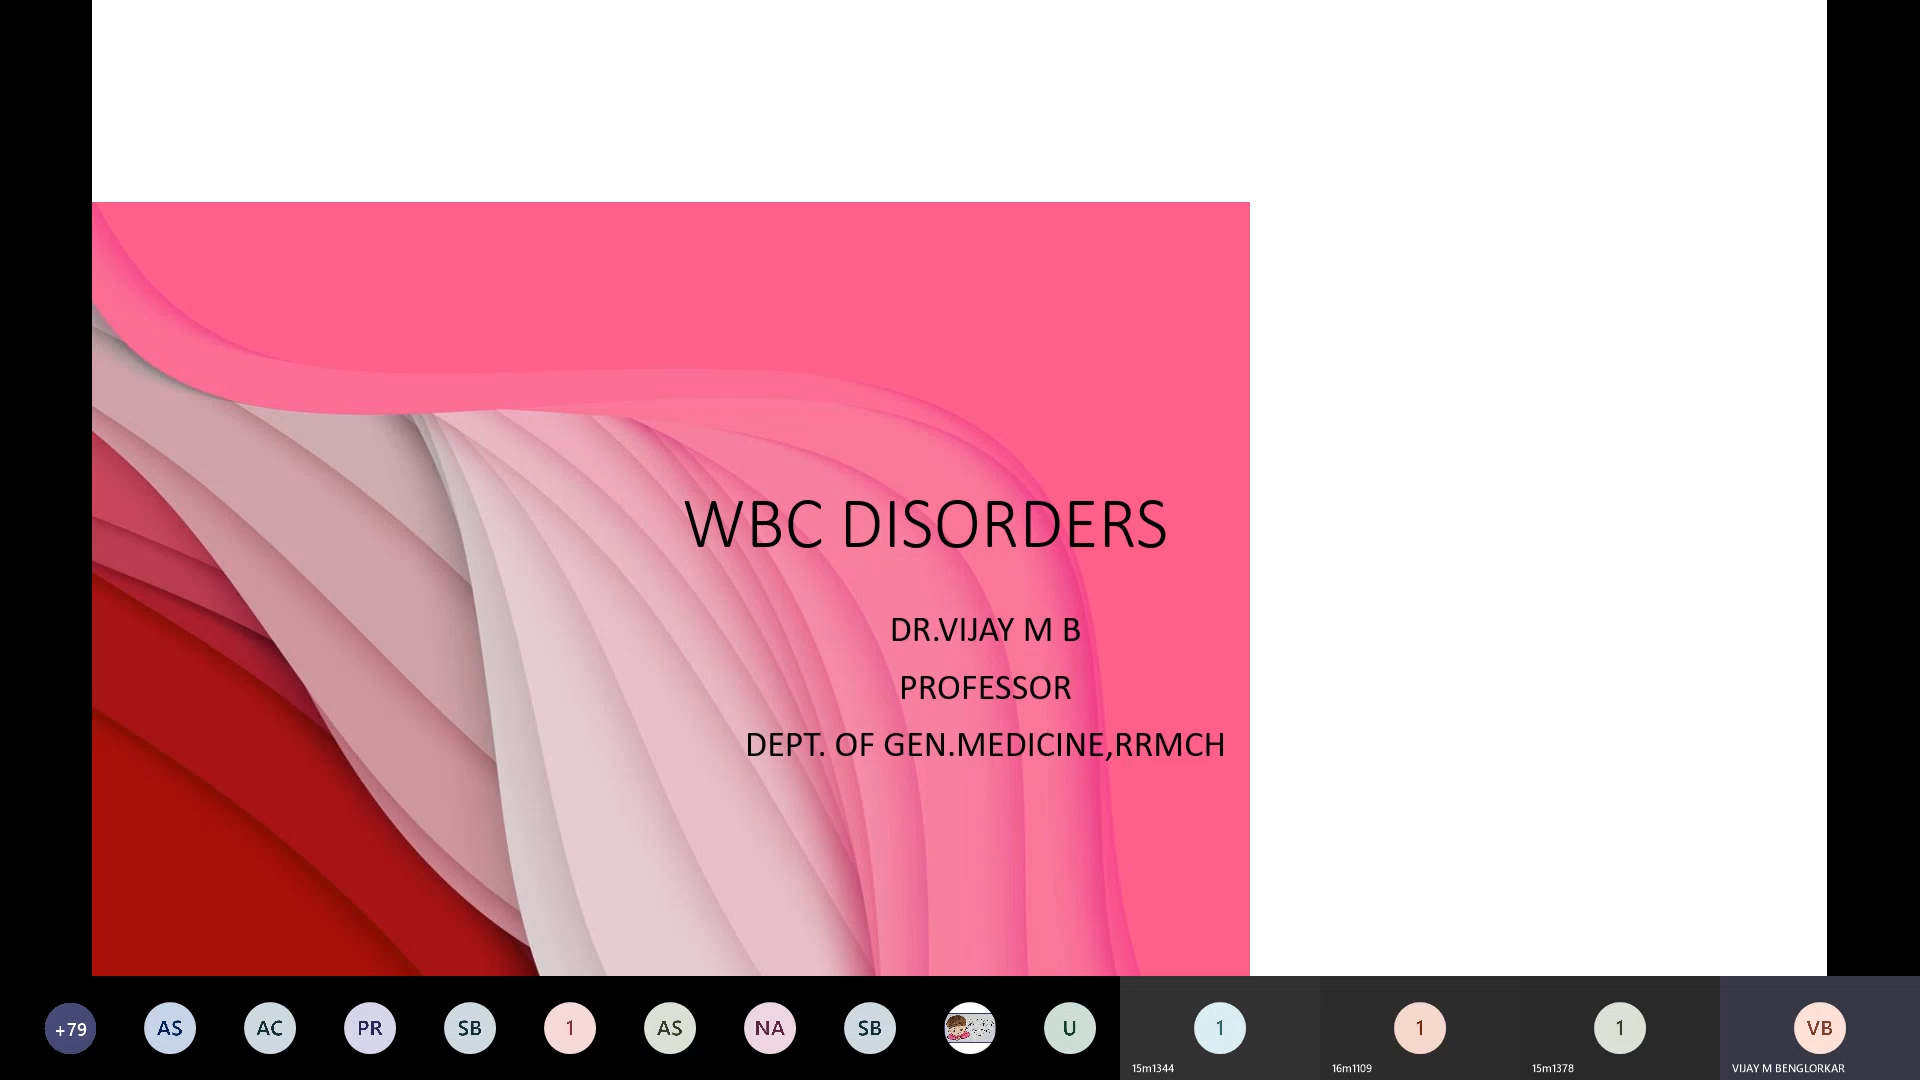 WBC DISORDERS
DR.VIJAY M B
PROFESSOR
DEPT. OF GEN.MEDICINE,RRMCH
+79
AS
AC
PR
SB
1
AS
NA
SB
U
1
1
1
VB
15m1344
16m1109
15m1378
VIJAY M BENGLORKAR